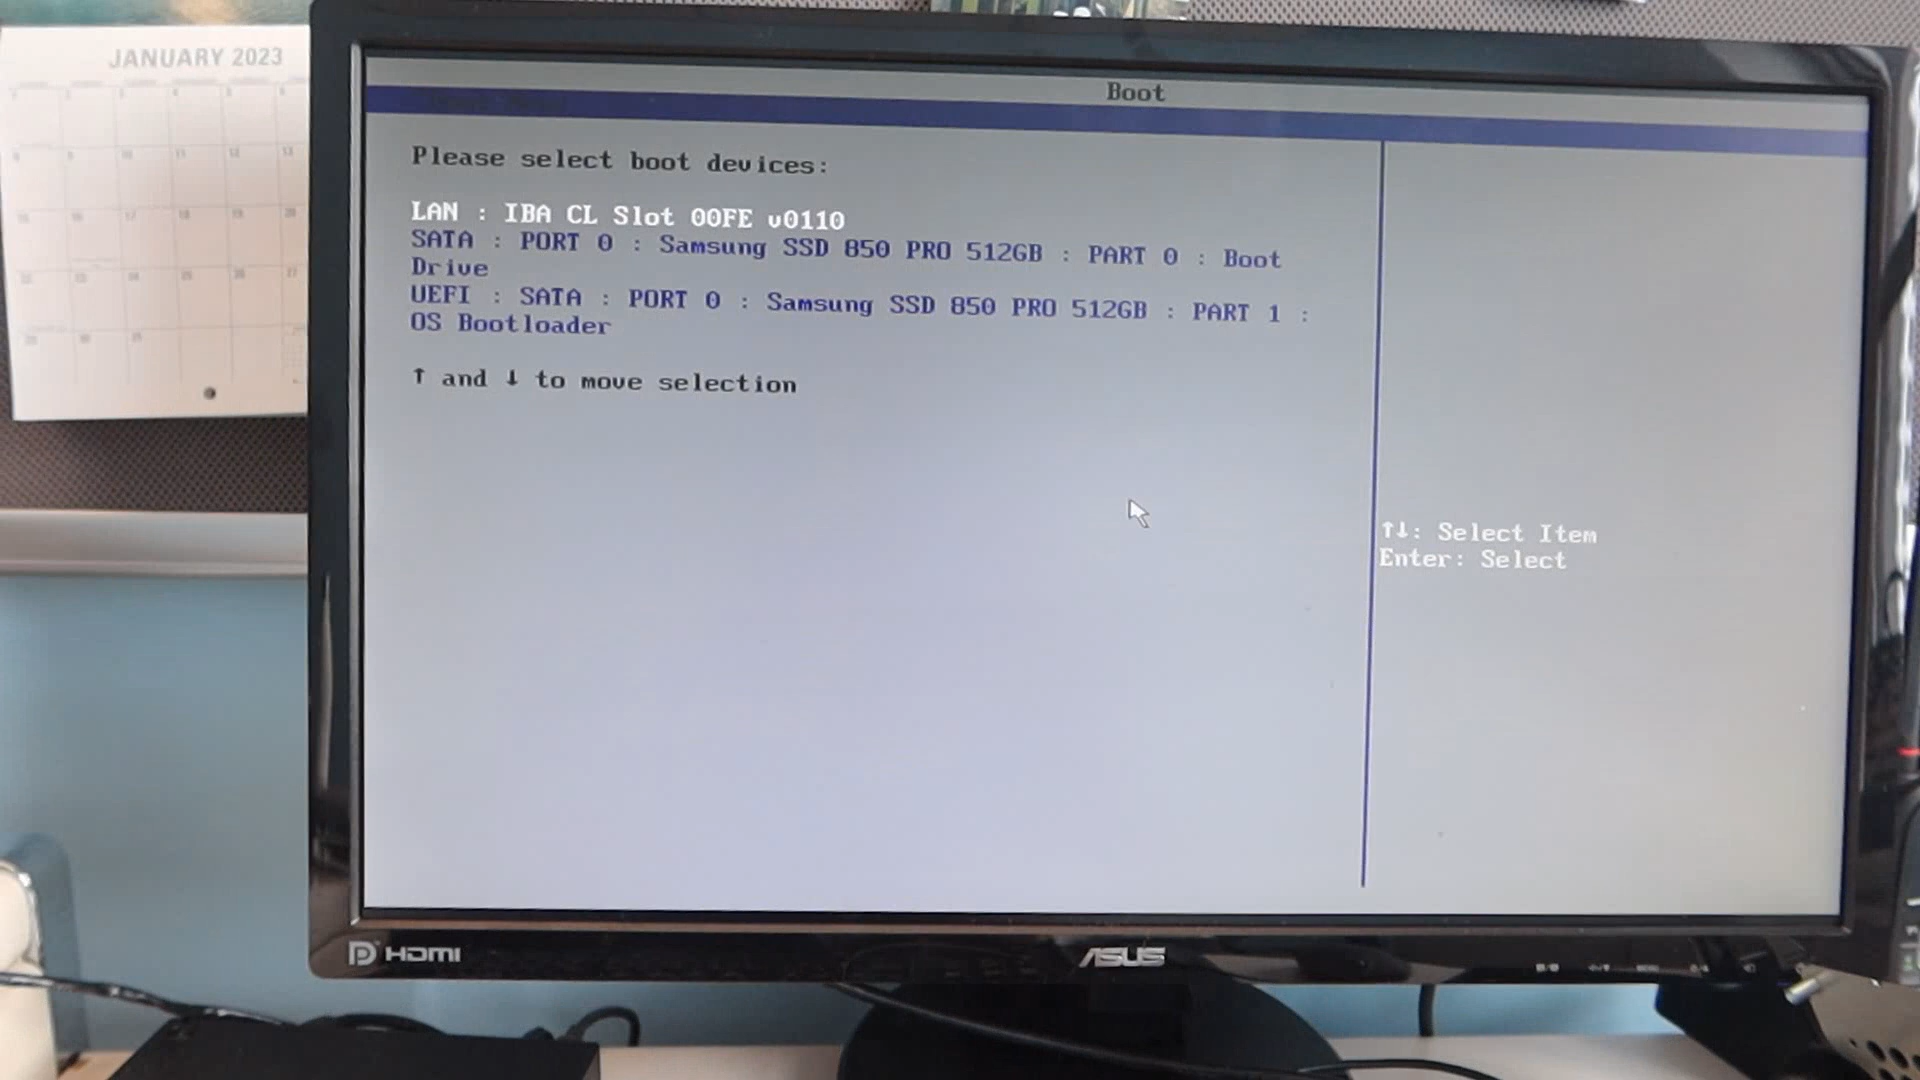 JANUARY 2023
Boot
Please select boot devices:
LAN : IBA CL Slot 00FE v0110
SATA : PORT 0 : Samsung SSD 850 PRO 512GB : PART 0 : Boot
Drive
UEFI : SATA : PORT 0 : Samsung SSD 850 PRO 512GB : PART 1 :
OS Bootloader
↑ and ↓ to move selection
↑↓: Select Item
Enter: Select
HDMI
ASUS